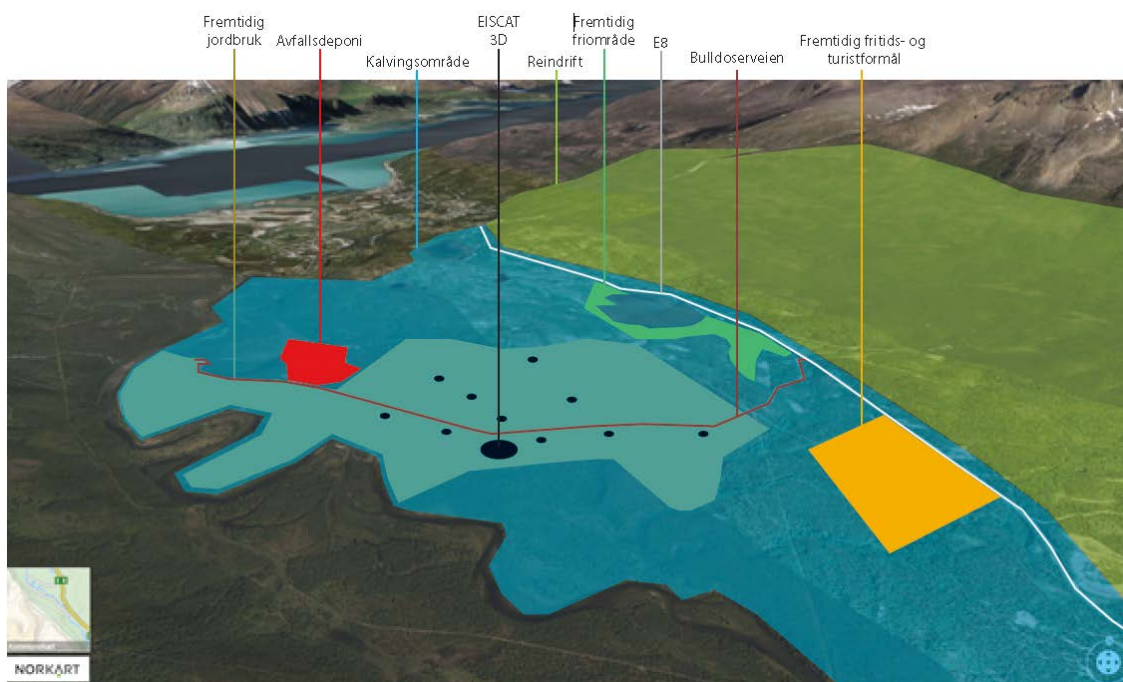 Fremtidig
jordbruk
Avfallsdeponi
Kalvingsområde
EISCAT
3D
Reindrift
Fremtidig
friområde
E8
Bulldoserveien
Fremtidig fritids- og
turistformål
NORKART